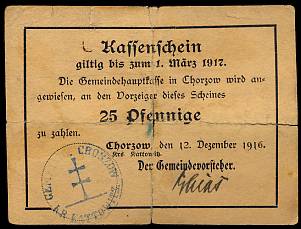 Kassenschein
giltig bis zum 1. März 1917.
Die Gemeindehauptkasse in Chorzow wird an-
gewiesen, an den Vorzeiger dieses Scheines
25 Pfennige
zu zahlen.
Chorzow, den 12. Dezember 1916.
Krs. Kattowitz.
Der Gemeindevorsteher.
CHORZOW